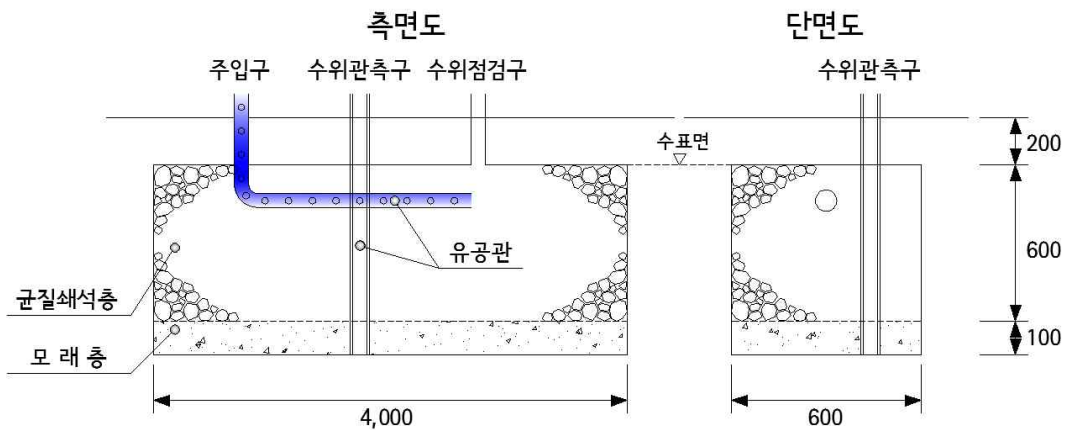 측면도
단면도
주입구
수위관측구
수위점검구
수위관측구
수표면
200
유공관
600
균질쇄석층
모 래 층
100
4,000
600